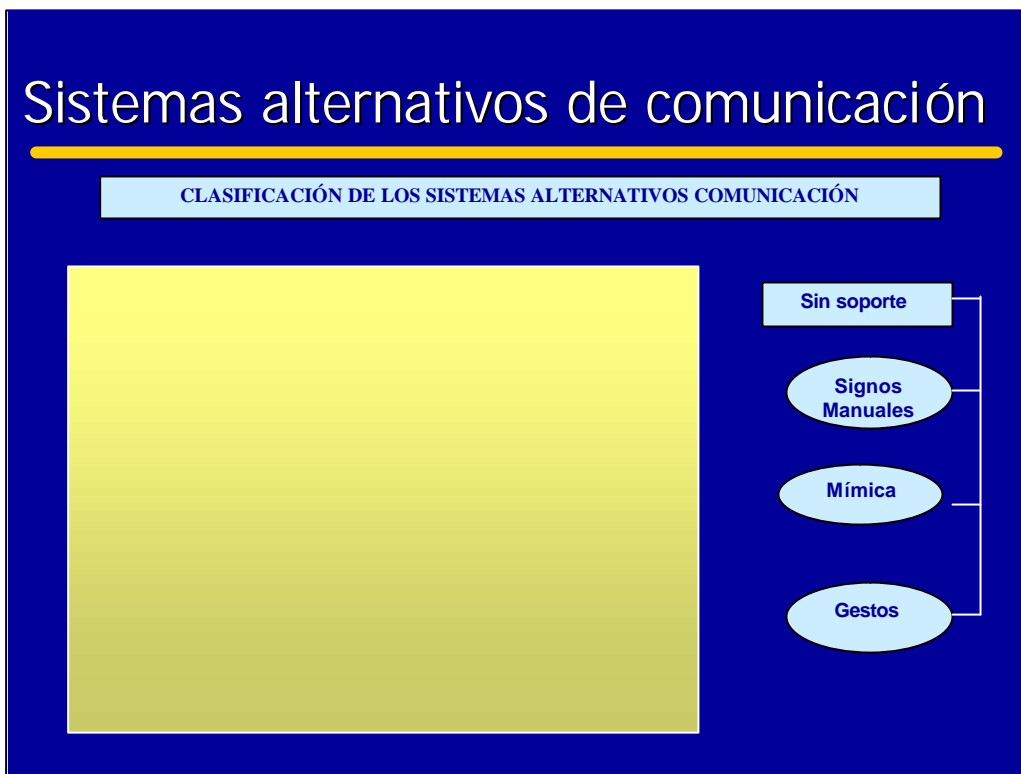 Sistemas alternativos de comunicación
CLASIFICACIÓN DE LOS SISTEMAS ALTERNATIVOS COMUNICACIÓN
Sin soporte
Signos
Manuales
Mímica
Gestos